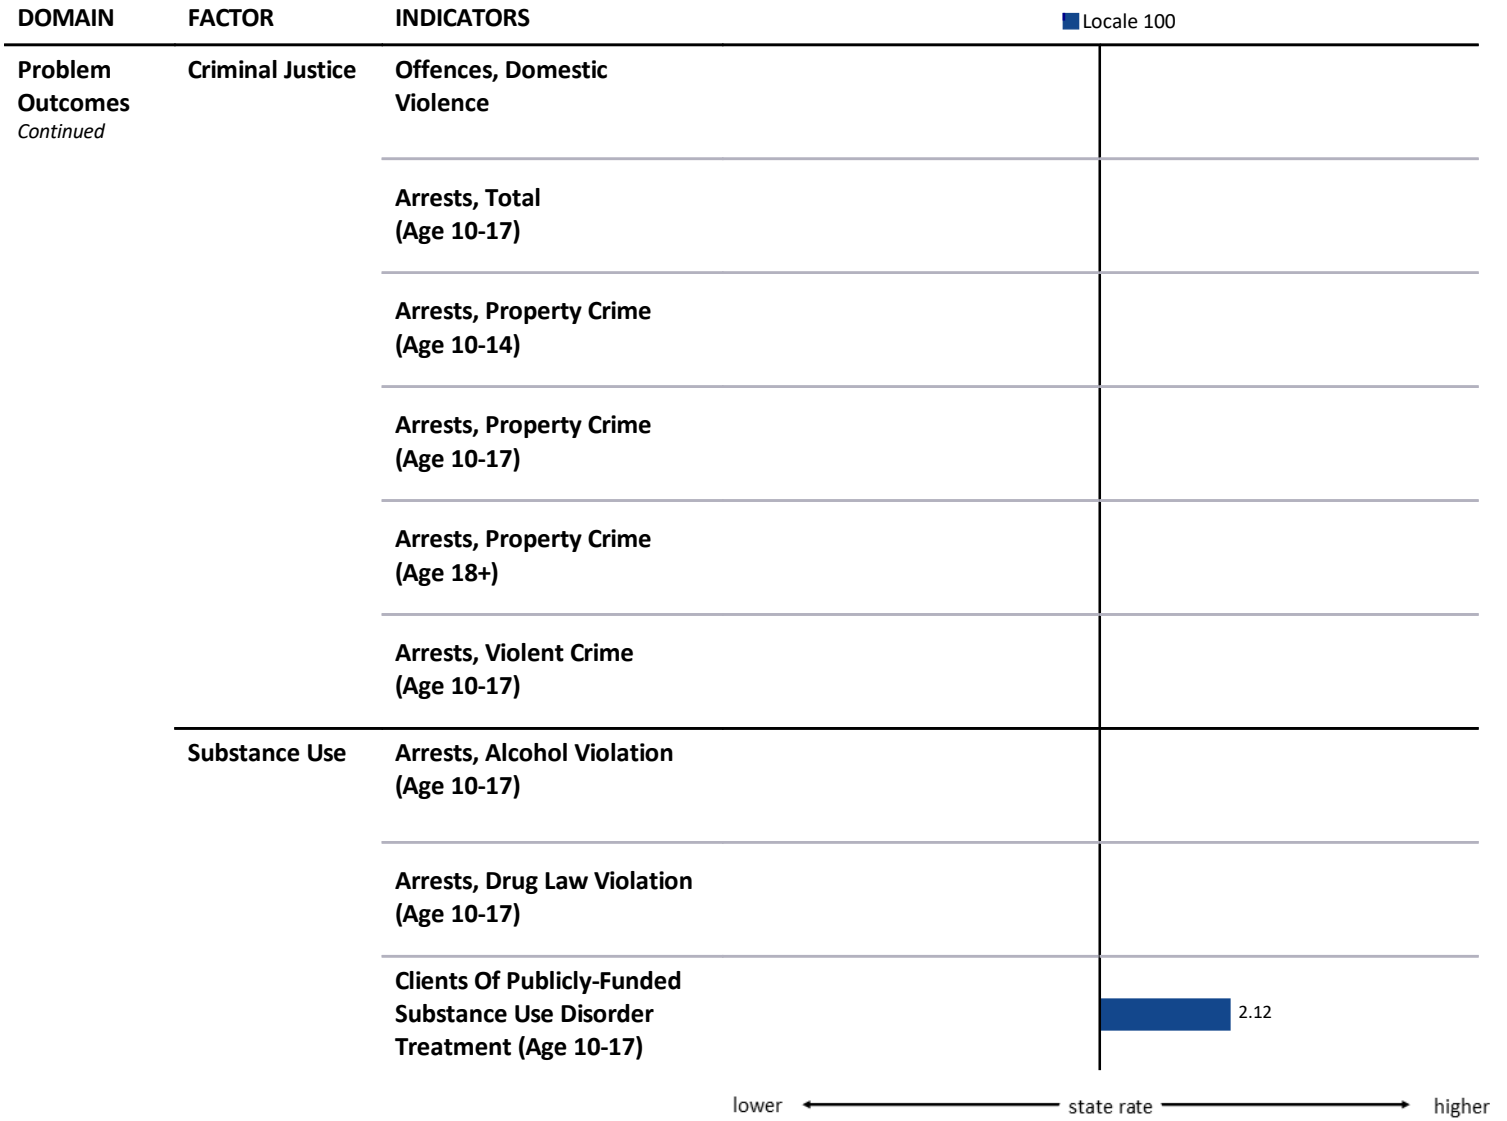 DOMAIN FACTOR INDICATORS Locale 100
Problem Outcomes Continued
Criminal Justice
Offences, Domestic
Violence
Arrests, Total
(Age 10-17)
Arrests, Property Crime
(Age 10-14)
Arrests, Property Crime
(Age 10-17)
Arrests, Property Crime
(Age 18+)
Arrests, Violent Crime
(Age 10-17)
Substance Use
Arrests, Alcohol Violation
(Age 10-17)
Arrests, Drug Law Violation
(Age 10-17)
Clients Of Publicly-Funded
Substance Use Disorder
Treatment (Age 10-17)
2.12
lower state rate higher